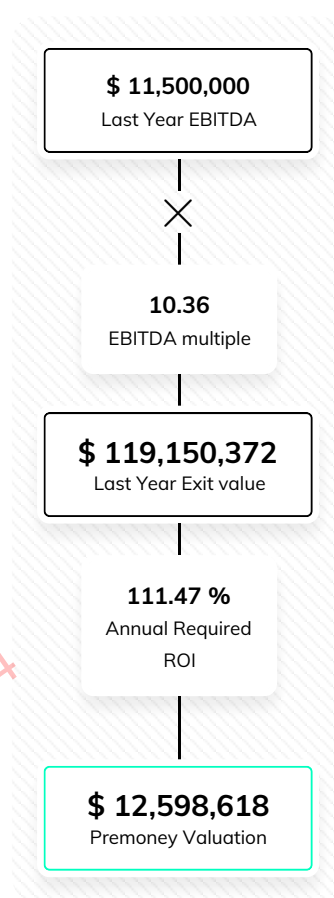 $ 11,500,000
Last Year EBITDA
10.36
EBITDA multiple
$ 119,150,372
Last Year Exit value
111.47 %
Annual Required
ROI
$ 12,598,618
Premoney Valuation